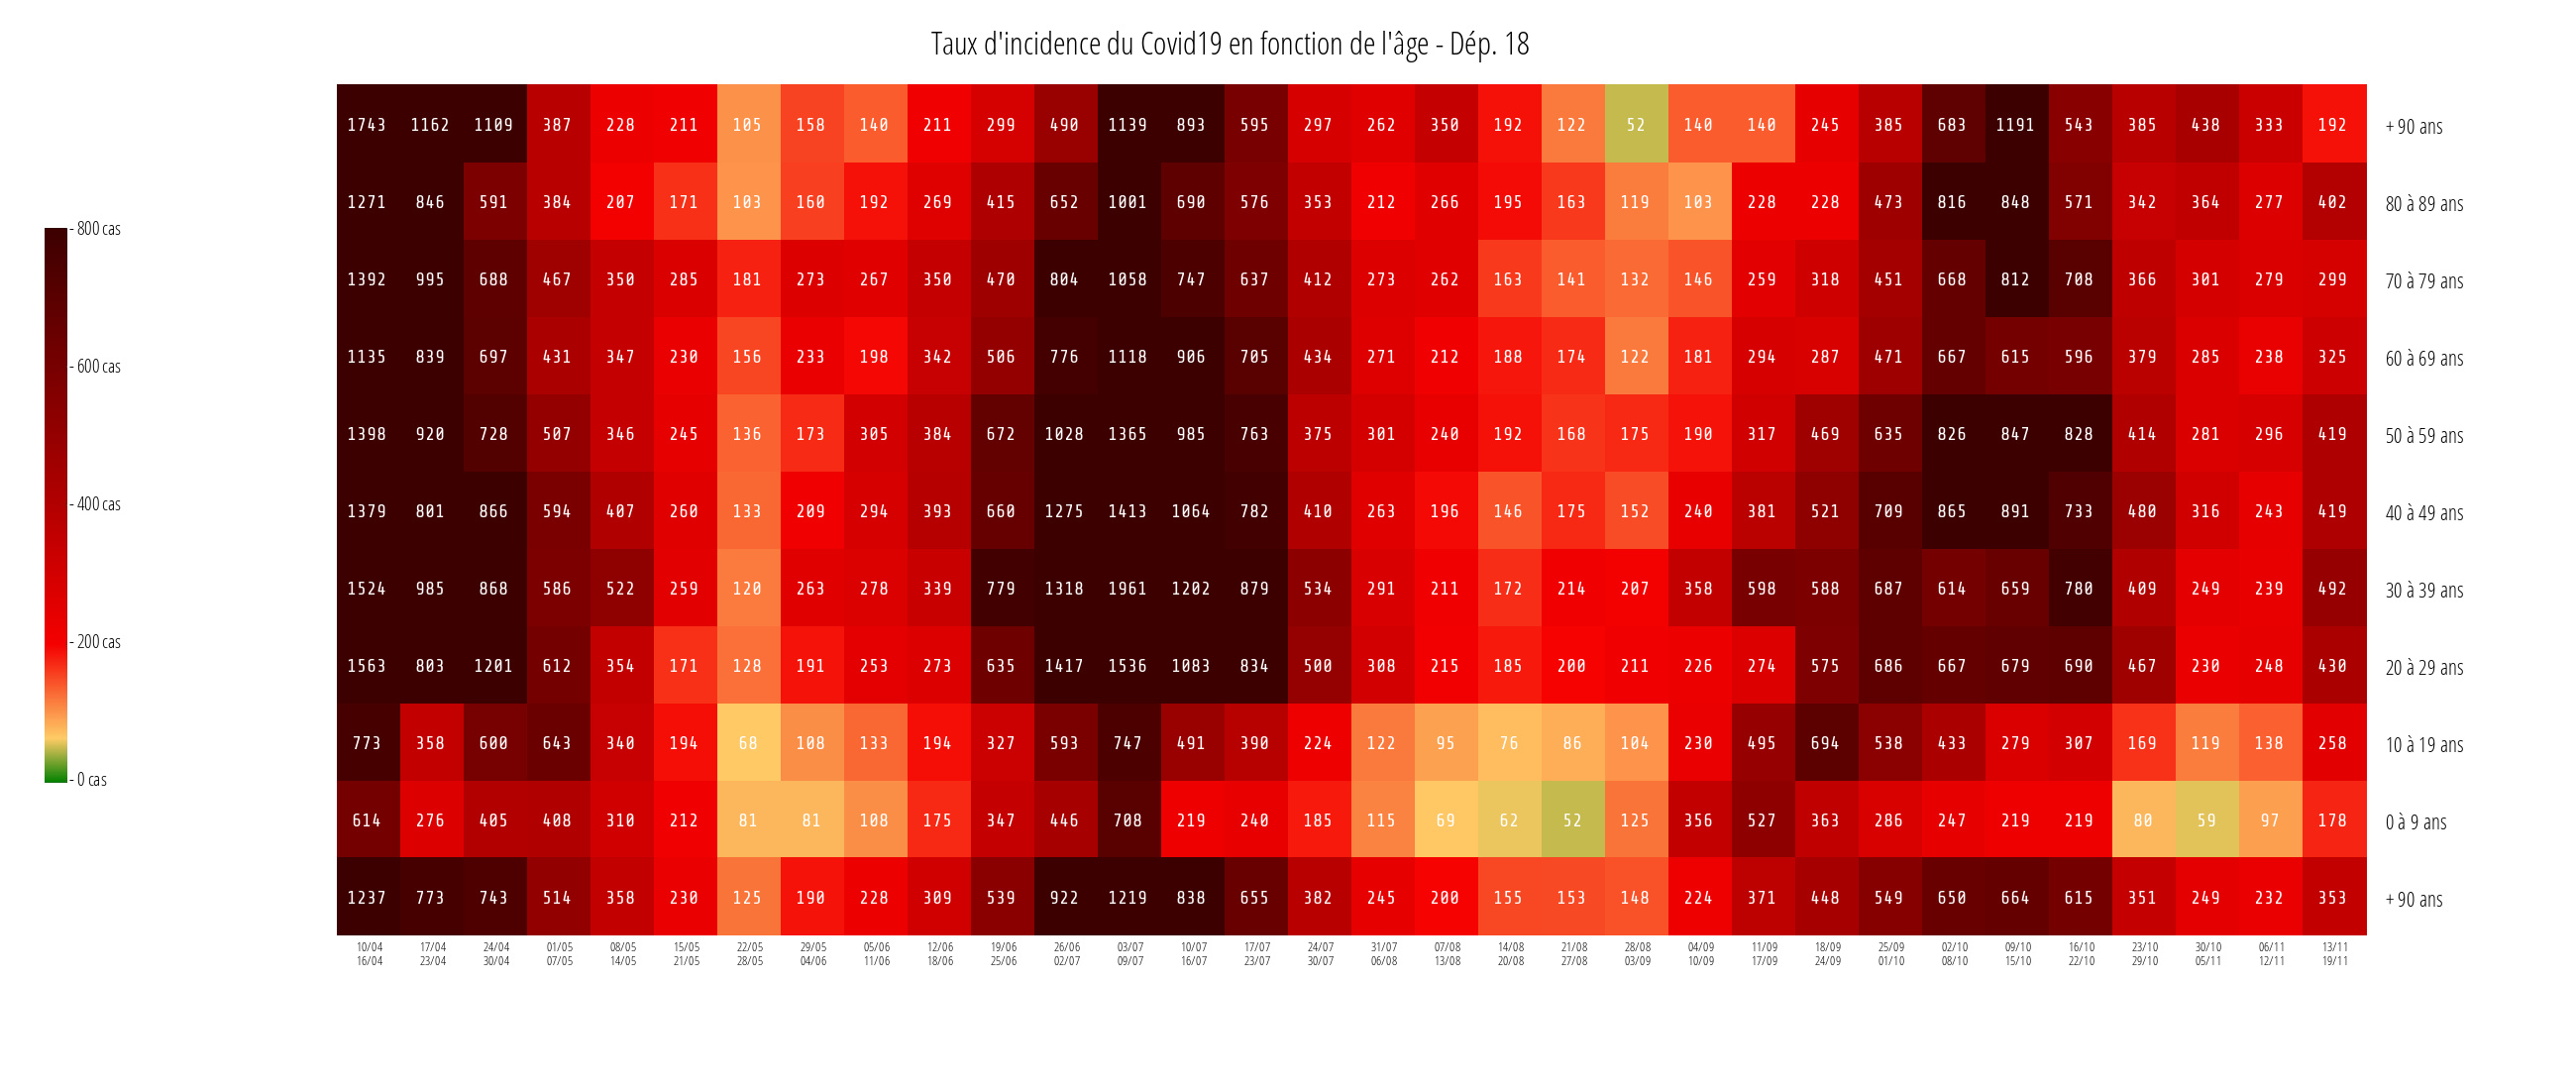 Taux d'incidence du Covid19 en fonction de l'âge - Dép. 18
- 800 cas
- 600 cas
- 400 cas
- 200 cas
- 0 cas
1743 1162 1109 387 228 211 105 158 140 211 299 490 1139 893 595 297 262 350 192 122 52 140 140 245 385 683 1191 543 385 438 333 192 + 90 ans
1271 846 591 384 207 171 103 160 192 269 415 652 1001 690 576 353 212 266 195 163 119 103 228 228 473 816 848 571 342 364 277 402 80 à 89 ans
1392 995 688 467 350 285 181 273 267 350 470 804 1058 747 637 412 273 262 163 141 132 146 259 318 451 668 812 708 366 301 279 299 70 à 79 ans
1135 839 697 431 347 230 156 233 198 342 506 776 1118 906 705 434 271 212 188 174 122 181 294 287 471 667 615 596 379 285 238 325 60 à 69 ans
1398 920 728 507 346 245 136 173 305 384 672 1028 1365 985 763 375 301 240 192 168 175 190 317 469 635 826 847 828 414 281 296 419 50 à 59 ans
1379 801 866 594 407 260 133 209 294 393 660 1275 1413 1064 782 410 263 196 146 175 152 240 381 521 709 865 891 733 480 316 243 419 40 à 49 ans
1524 985 868 586 522 259 120 263 278 339 779 1318 1961 1202 879 534 291 211 172 214 207 358 598 588 687 614 659 780 409 249 239 492 30 à 39 ans
1563 803 1201 612 354 171 128 191 253 273 635 1417 1536 1083 834 500 308 215 185 200 211 226 274 575 686 667 679 690 467 230 248 430 20 à 29 ans
773 358 600 643 340 194 68 108 133 194 327 593 747 491 390 224 122 95 76 86 104 230 495 694 538 433 279 307 169 119 138 258 10 à 19 ans
614 276 405 408 310 212 81 81 108 175 347 446 708 219 240 185 115 69 62 52 125 356 527 363 286 247 219 219 80 59 97 178 0 à 9 ans
1237 773 743 514 358 230 125 190 228 309 539 922 1219 838 655 382 245 200 155 153 148 224 371 448 549 650 664 615 351 249 232 353 + 90 ans
10/04 17/04 24/04 01/05 08/05 15/05 22/05 29/05 05/06 12/06 19/06 26/06 03/07 10/07 17/07 24/07 31/07 07/08 14/08 21/08 28/08 04/09 11/09 18/09 25/09 02/10 09/10 16/10 23/10 30/10 06/11 13/11
16/04 23/04 30/04 07/05 14/05 21/05 28/05 04/06 11/06 18/06 25/06 02/07 09/07 16/07 23/07 30/07 06/08 13/08 20/08 27/08 03/09 10/09 17/09 24/09 01/10 08/10 15/10 22/10 29/10 05/11 12/11 19/11